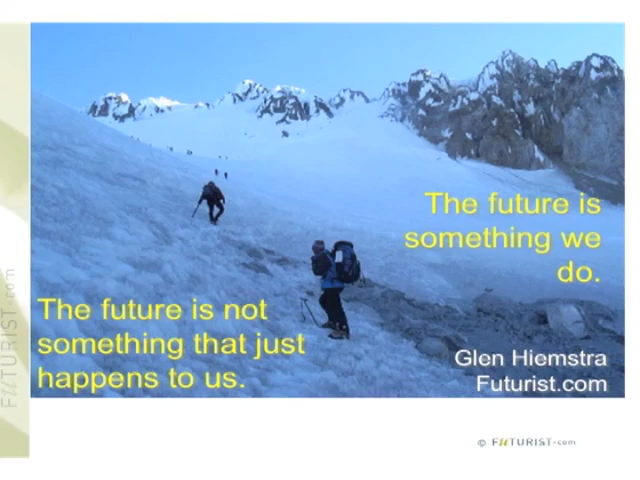 The future is
something we
do.
The future is not
something that just
happens to us.
Glen Hiemstra
Futurist.com
© FUTURIST.com
FUTURIST.com